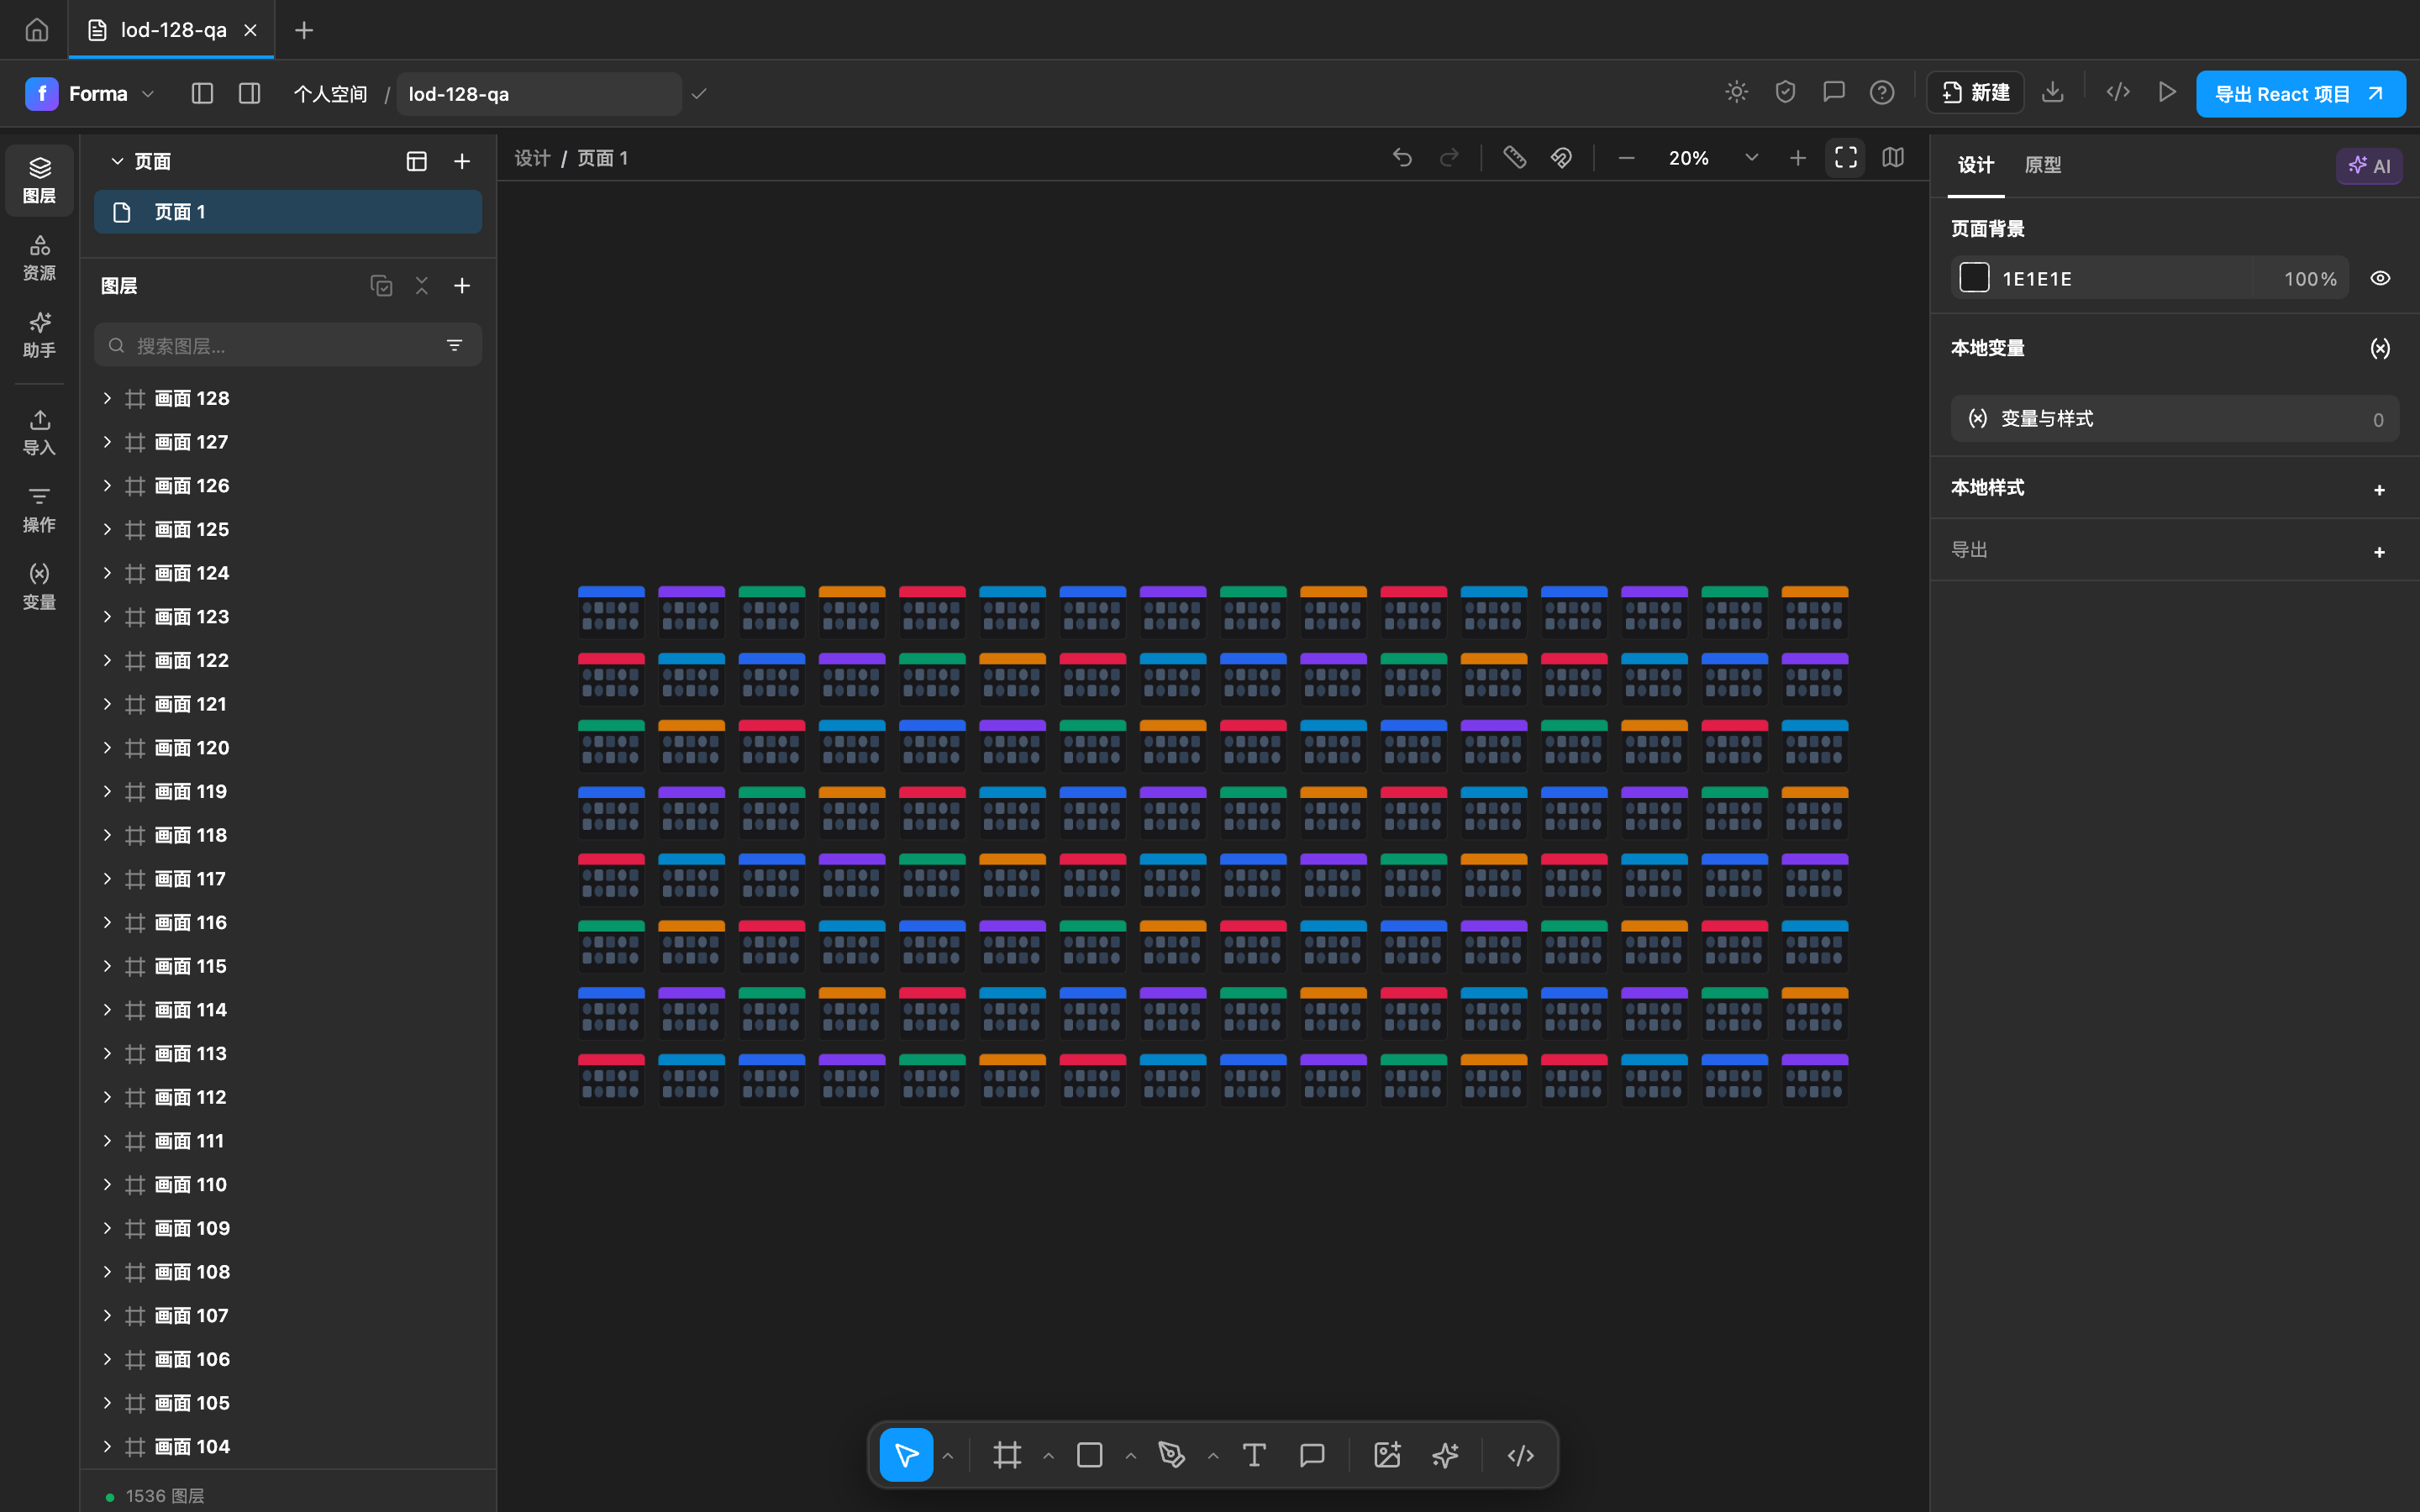 lod-128-qa
f Forma
个人空间 / lod-128-qa
新建
导出 React 项目
图层
资源
助手
导入
操作
变量
页面
页面 1
图层
搜索图层...
画面 128
画面 127
画面 126
画面 125
画面 124
画面 123
画面 122
画面 121
画面 120
画面 119
画面 118
画面 117
画面 116
画面 115
画面 114
画面 113
画面 112
画面 111
画面 110
画面 109
画面 108
画面 107
画面 106
画面 105
画面 104
1536 图层
设计 / 页面 1
20%
设计
原型
AI
页面背景
1E1E1E
100%
本地变量
变量与样式
0
本地样式
导出